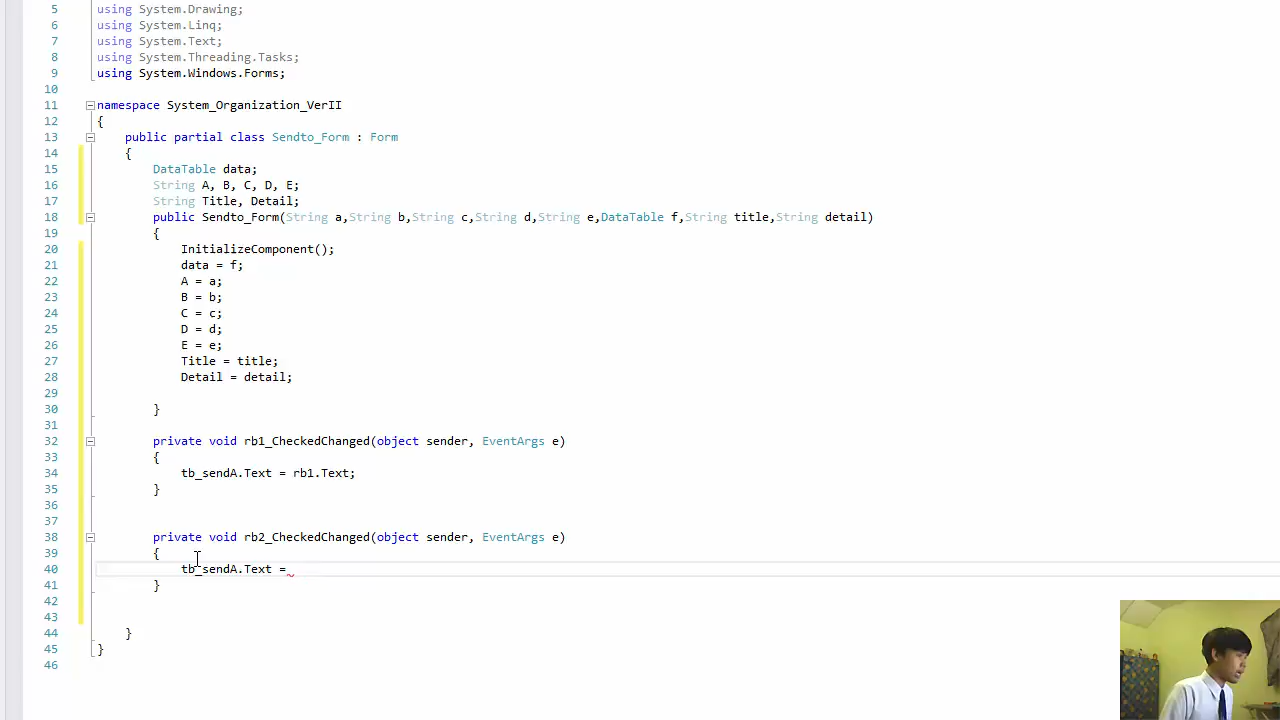 5 using System.Drawing;
6 using System.Linq;
7 using System.Text;
8 using System.Threading.Tasks;
9 using System.Windows.Forms;
10
11 namespace System_Organization_VerII
12 {
13 public partial class Sendto_Form : Form
14 {
15 DataTable data;
16 String A, B, C, D, E;
17 String Title, Detail;
18 public Sendto_Form(String a,String b,String c,String d,String e,DataTable f,String title,String detail)
19 {
20 InitializeComponent();
21 data = f;
22 A = a;
23 B = b;
24 C = c;
25 D = d;
26 E = e;
27 Title = title;
28 Detail = detail;
29
30 }
31
32 private void rb1_CheckedChanged(object sender, EventArgs e)
33 {
34 tb_sendA.Text = rb1.Text;
35 }
36
37
38 private void rb2_CheckedChanged(object sender, EventArgs e)
39 {
40 tb_sendA.Text =
41 }
42
43
44 }
45 }
46